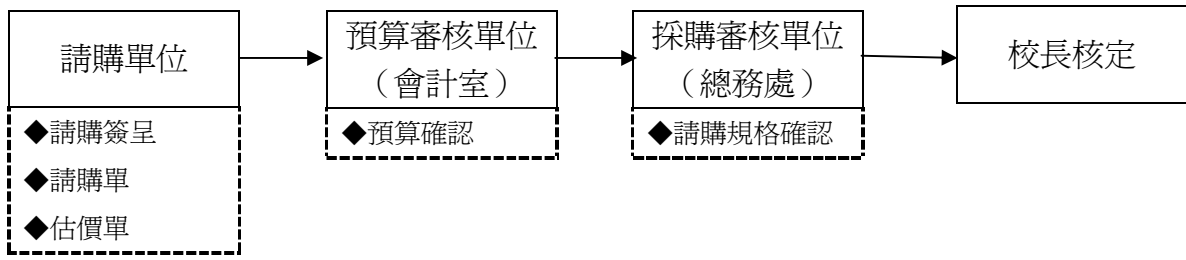 請購單位
◆請購簽呈
◆請購單
◆估價單
預算審核單位
（會計室）
◆預算確認
採購審核單位
（總務處）
◆請購規格確認
校長核定